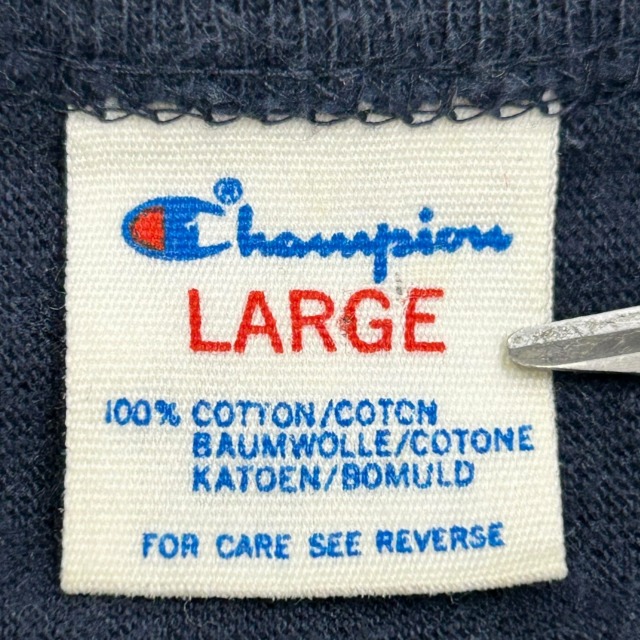 Champion®
LARGE
100% COTTON/COTON
BAUMWOLLE/COTONE
KATOEN/BOMULD
FOR CARE SEE REVERSE